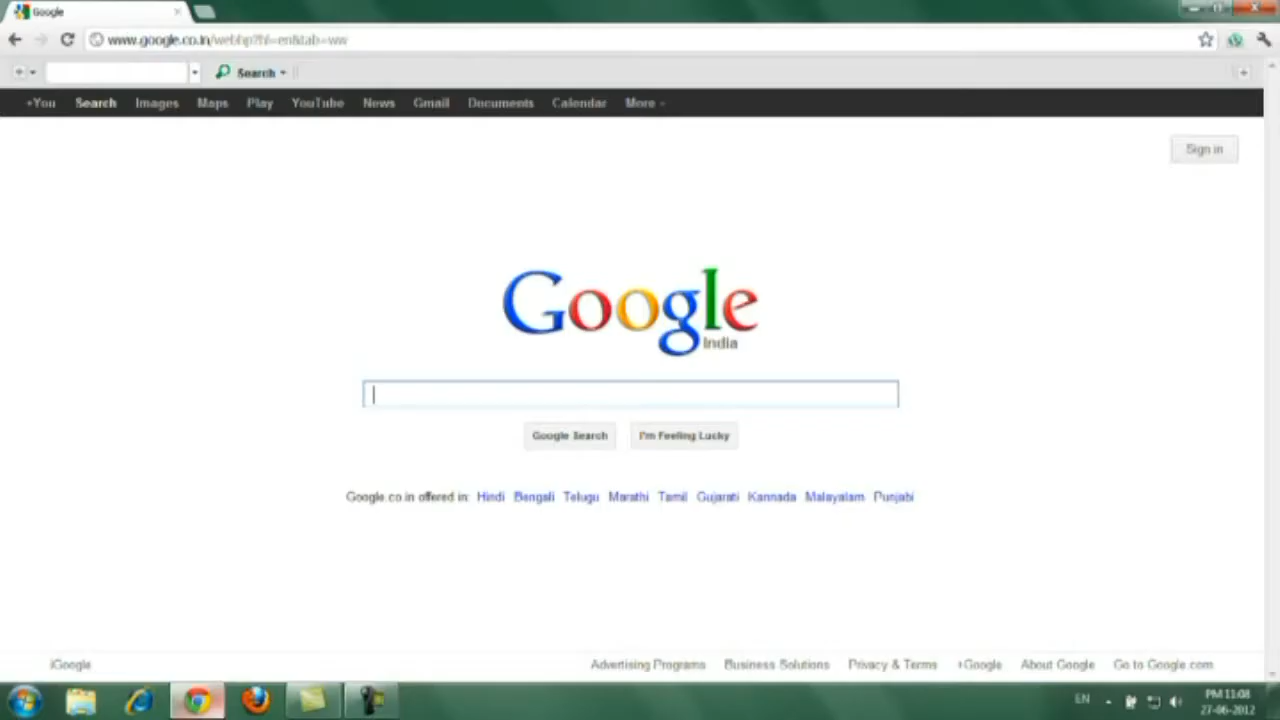 Google
www.google.co.in/webhp?hl=en&tab=ww
Search
+You Search Images Maps Play YouTube News Gmail Documents Calendar More
Sign in
Google
India
Google Search I'm Feeling Lucky
Google.co.in offered in: Hindi Bengali Telugu Marathi Tamil Gujarati Kannada Malayalam Punjabi
iGoogle Advertising Programs Business Solutions Privacy & Terms +Google About Google Go to Google.com
EN PM 11:08
27-06-2012